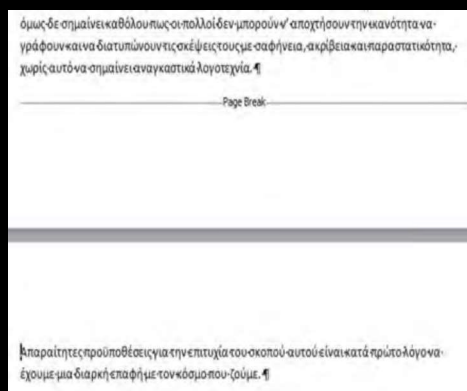 όμως δε σημαίνει καθόλου πως οι πολλοί δεν μπορούν ν' αποχτήσουν την ικανότητα να
γράφουν και να διατυπώνουν τις σκέψεις τους με σαφήνεια, ακρίβεια και παραστατικότητα,
χωρίς αυτό να σημαίνει αναγκαστικά λογοτεχνία. ¶
Page Break
Απαραίτητες προϋποθέσεις για την επιτυχία του σκοπού αυτού είναι κατά πρώτο λόγο να
έχουμε μια διαρκή επαφή με τον κόσμο που ζούμε. ¶